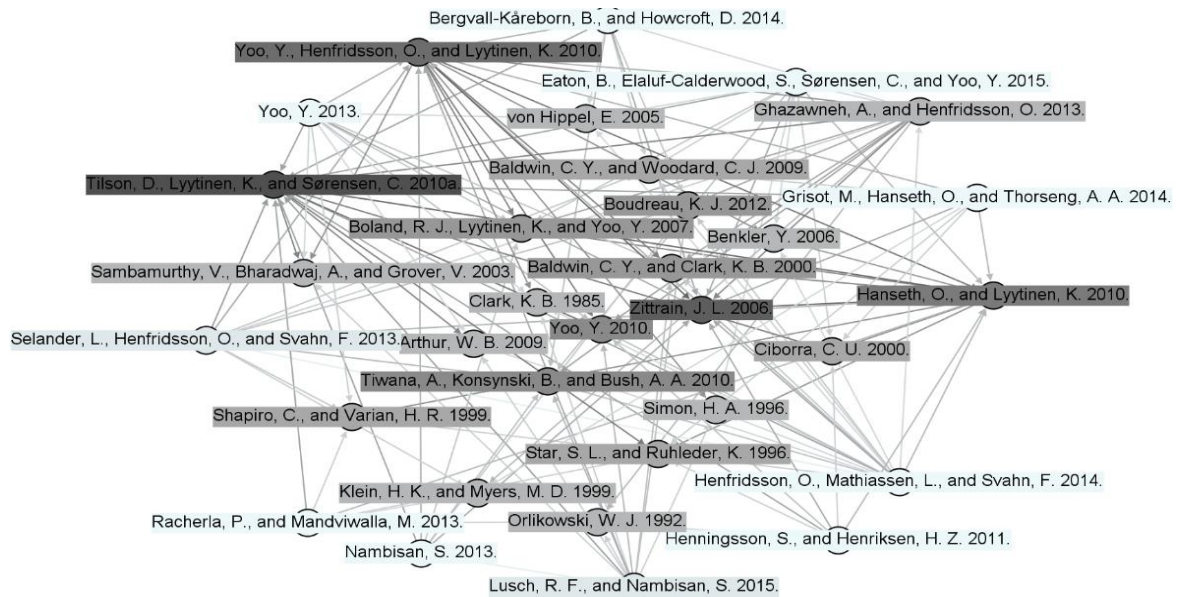 Bergvall-Kåreborn, B., and Howcroft, D. 2014.
Yoo, Y., Henfridsson, O., and Lyytinen, K. 2010.
Eaton, B., Elaluf-Calderwood, S., Sørensen, C., and Yoo, Y. 2015.
Yoo, Y. 2013.
von Hippel, E. 2005.
Ghazawneh, A., and Henfridsson, O. 2013.
Baldwin, C. Y., and Woodard, C. J. 2009.
Tilson, D., Lyytinen, K., and Sørensen, C. 2010a.
Boudreau, K. J. 2012.
Grisot, M., Hanseth, O., and Thorseng, A. A. 2014.
Boland, R. J., Lyytinen, K., and Yoo, Y. 2007.
Benkler, Y. 2006.
Sambamurthy, V., Bharadwaj, A., and Grover, V. 2003.
Baldwin, C. Y., and Clark, K. B. 2000.
Clark, K. B. 1985.
Zittrain, J. L. 2006.
Hanseth, O., and Lyytinen, K. 2010.
Yoo, Y. 2010.
Selander, L., Henfridsson, O., and Svahn, F. 2013.
Arthur, W. B. 2009.
Ciborra, C. U. 2000.
Tiwana, A., Konsynski, B., and Bush, A. A. 2010.
Shapiro, C., and Varian, H. R. 1999.
Simon, H. A. 1996.
Star, S. L., and Ruhleder, K. 1996.
Henfridsson, O., Mathiassen, L., and Svahn, F. 2014.
Klein, H. K., and Myers, M. D. 1999.
Racherla, P., and Mandviwalla, M. 2013.
Orlikowski, W. J. 1992.
Henningsson, S., and Henriksen, H. Z. 2011.
Nambisan, S. 2013.
Lusch, R. F., and Nambisan, S. 2015.